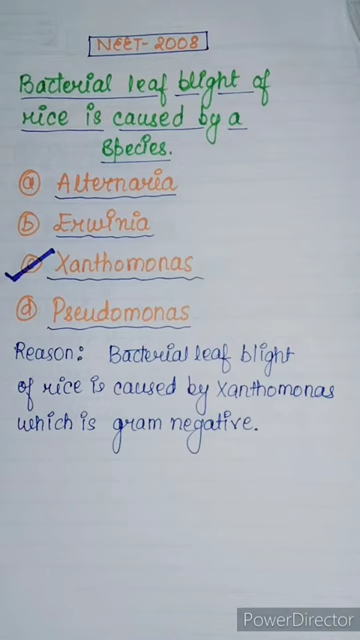 NEET-2008
Bacterial leaf blight of
rice is caused by a
species.
a Alternaria
b Erwinia
c Xanthomonas
d Pseudomonas
Reason: Bacterial leaf blight
of rice is caused by Xanthomonas
which is gram negative.
PowerDirector